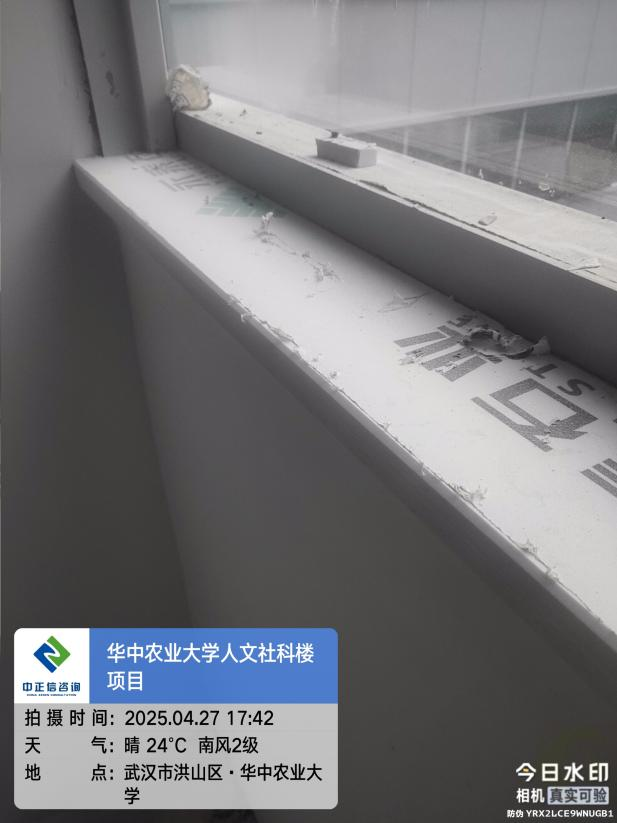 ST
中正信咨询
华中农业大学人文社科楼
项目
拍摄时间: 2025.04.27 17:42
天气: 晴 24℃ 南风2级
地点: 武汉市洪山区·华中农业大
学
今日水印
相机 真实可验
防伪 YRX2LCE9WNUGB1